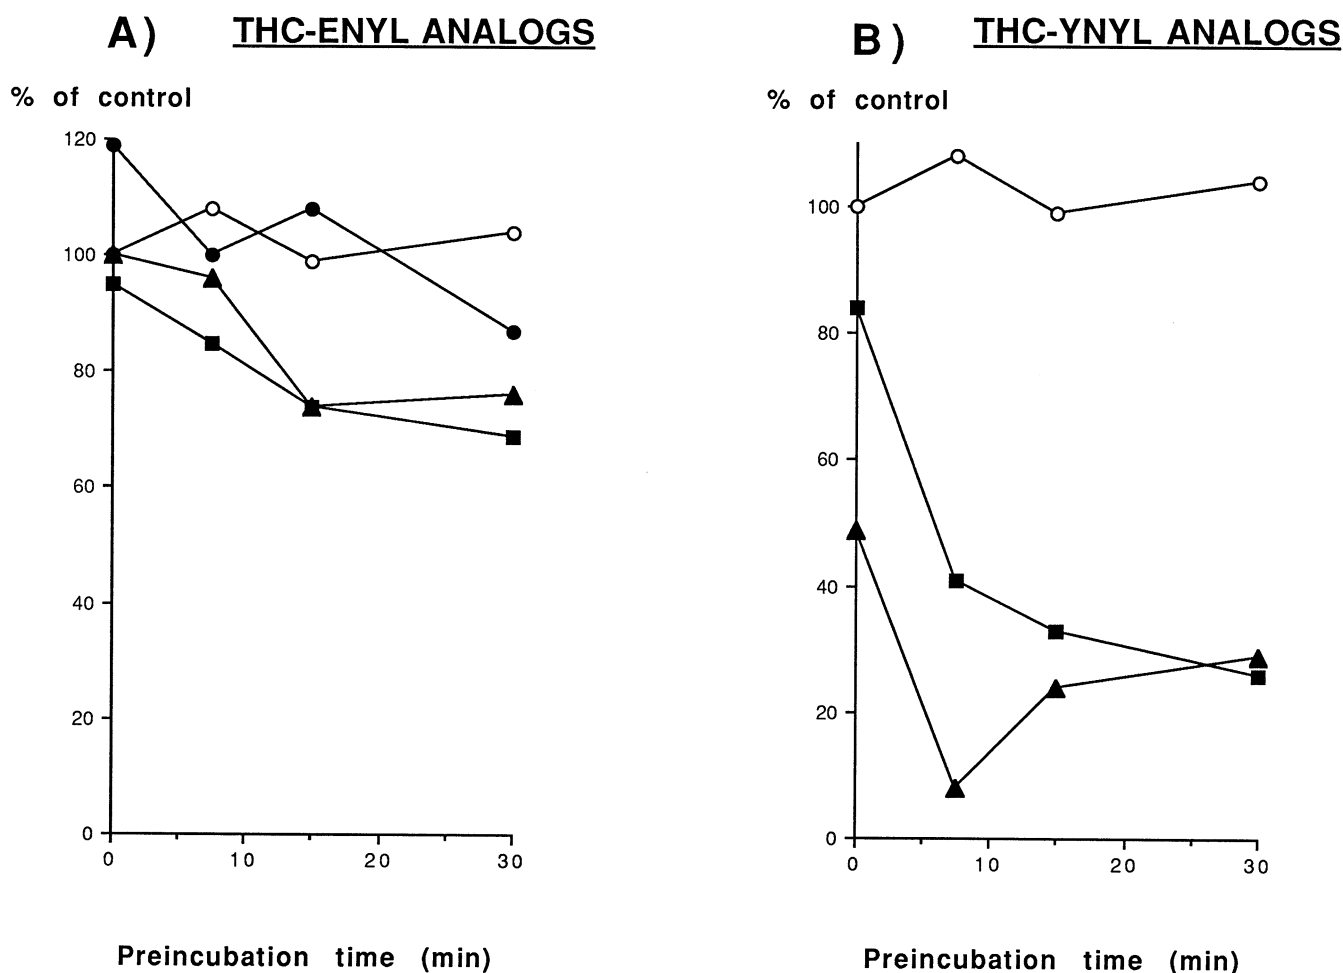 A) THC-ENYL ANALOGS
% of control
120
100
80
60
40
20
0
0 10 20 30
Preincubation time (min)
B) THC-YNYL ANALOGS
% of control
100
80
60
40
20
0
0 10 20 30
Preincubation time (min)